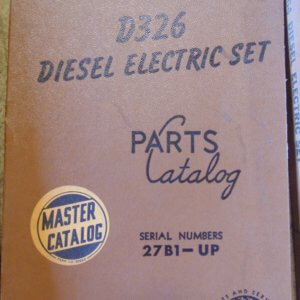 D326
DIESEL ELECTRIC SET
PARTS
Catalog
MASTER
CATALOG
SERIAL NUMBERS
27B1-UP